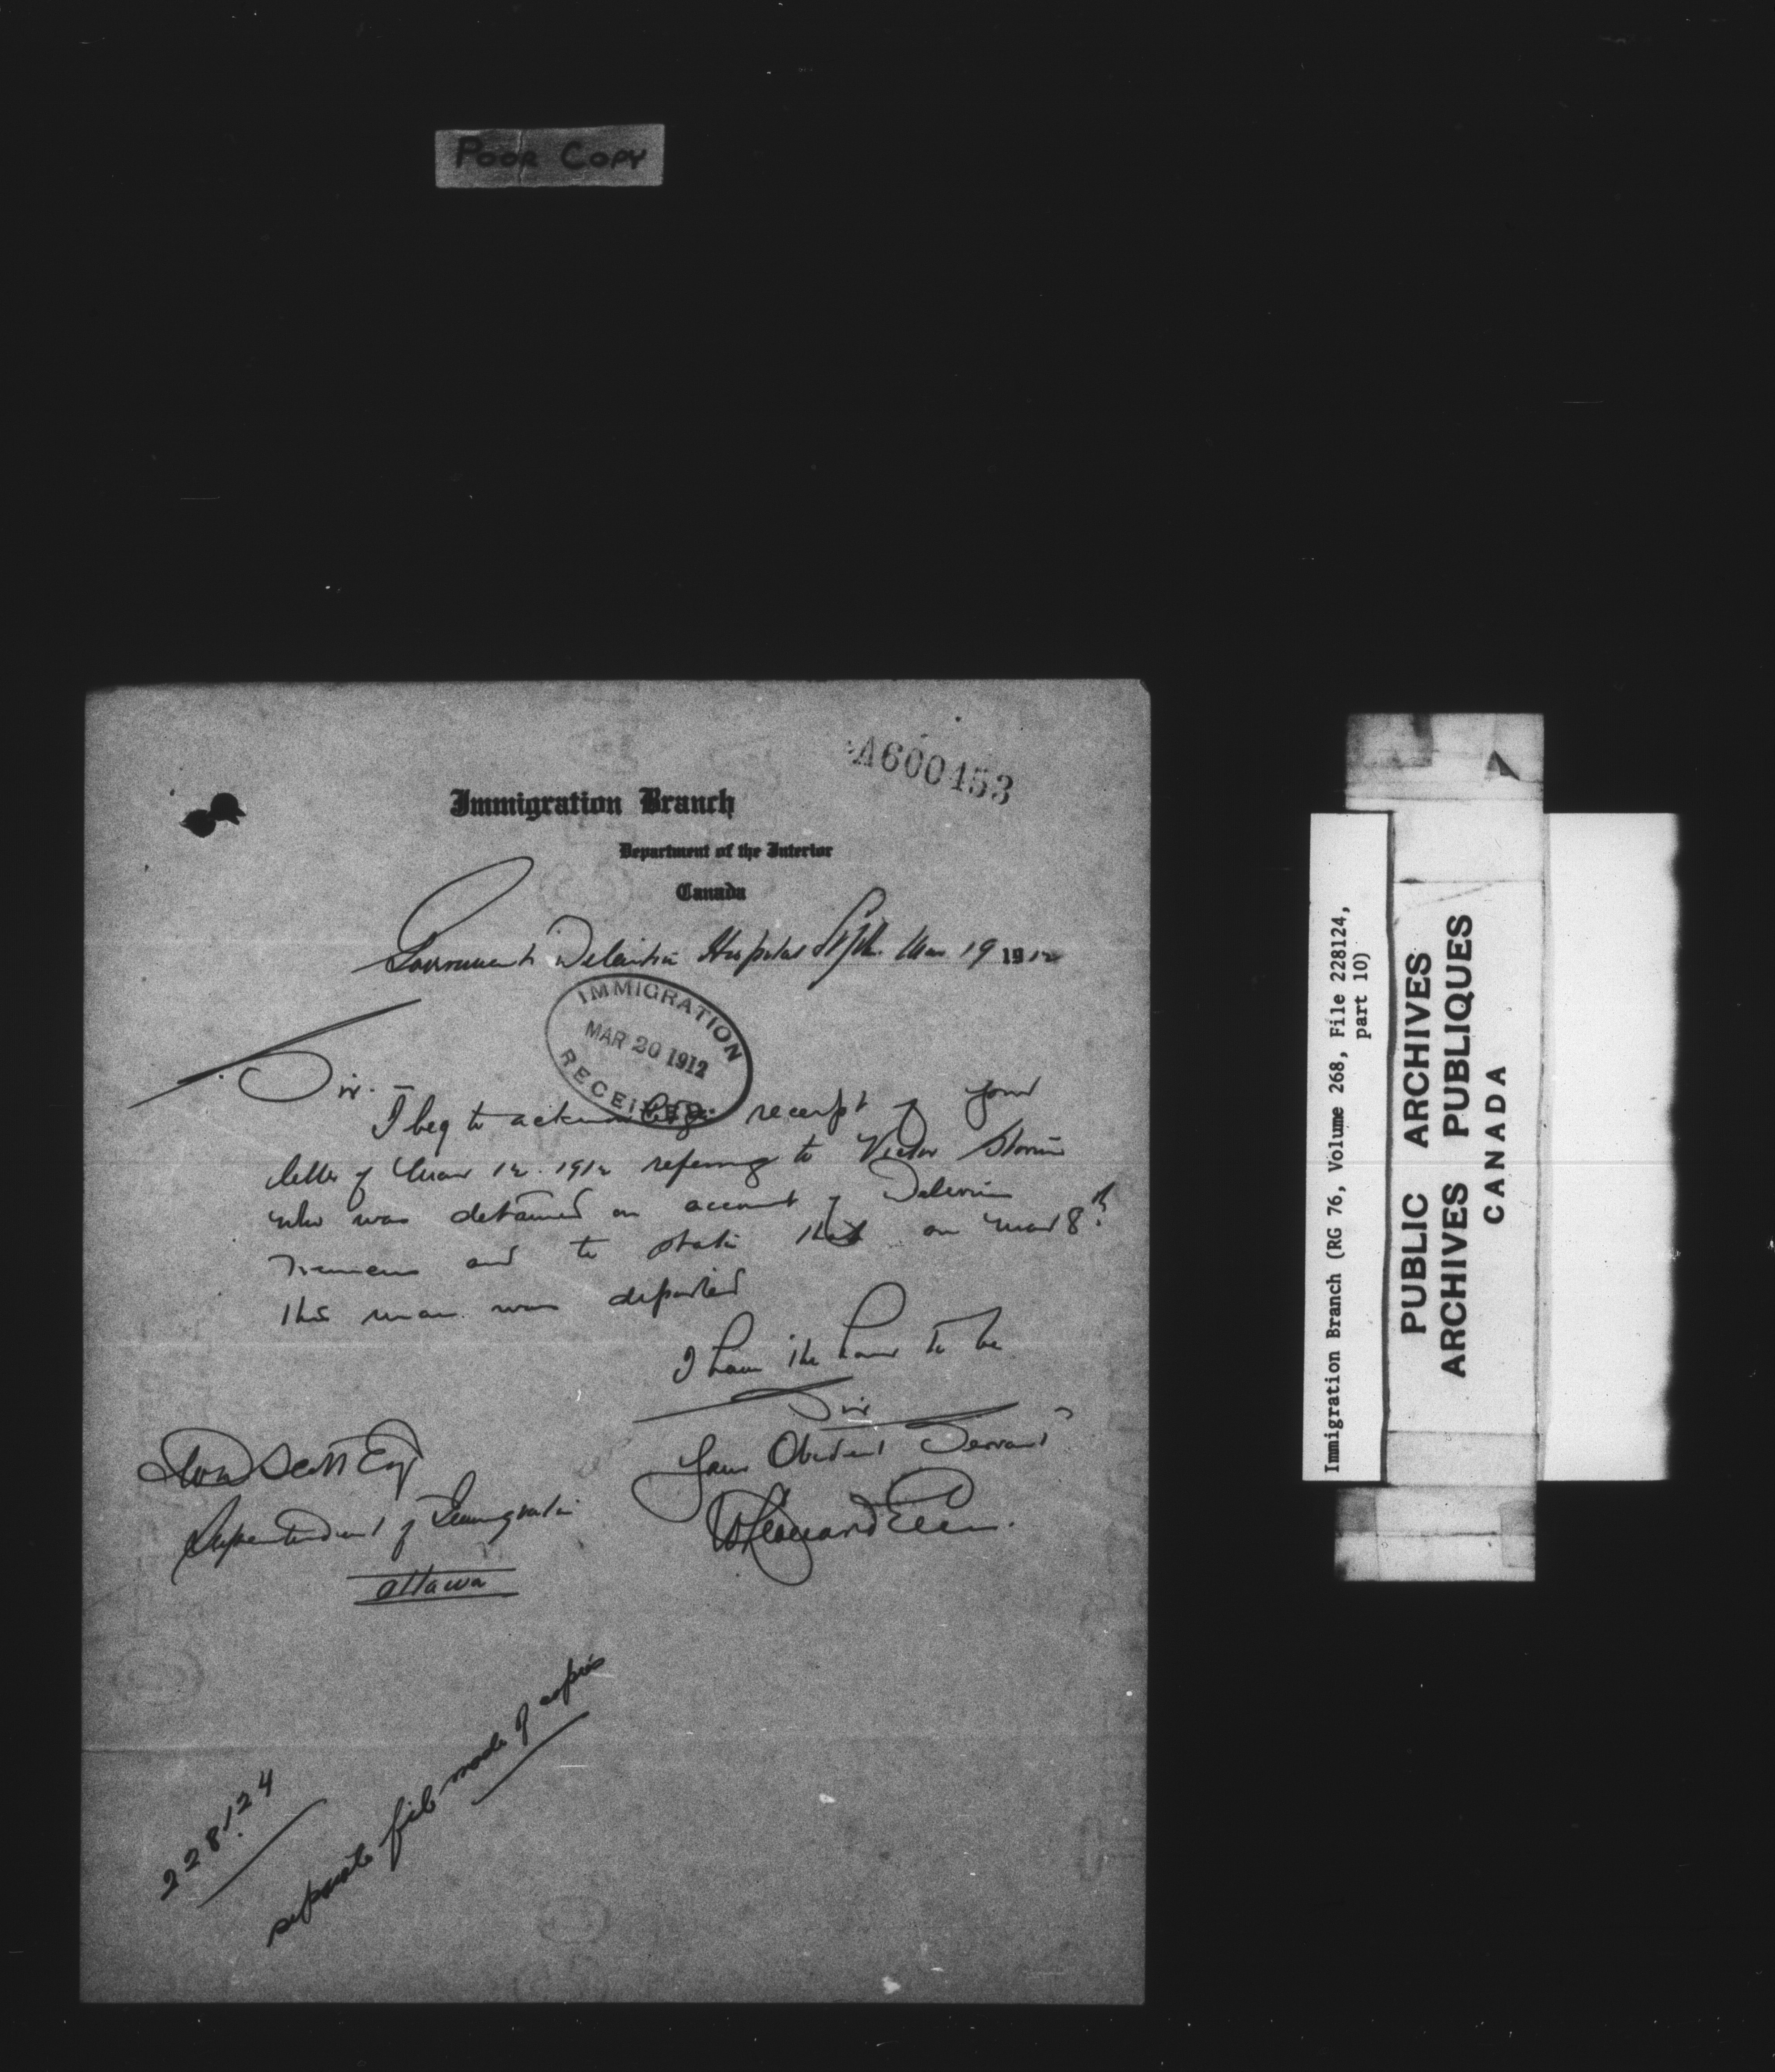 POOR COPY
A600453
Immigration Branch
Department of the Interior
Canada
Government Detention Hospital Mar 19 1912
IMMIGRATION
MAR 20 1912
RECEIVED
Sir.
I beg to acknowledge receipt of your
letter of Mar 12. 1912 referring to Victor
who was detained on account of Delirium
Tremens and to state that on Mar 8th
this man was deported
I have the honor to be
Sir
Your Obedient Servant
Scott Esq
Superintendent of Immigration
Ottawa
228124
separate file made of copies
Immigration Branch (RG 76, Volume 268, File 228124,
part 10)
PUBLIC ARCHIVES
ARCHIVES PUBLIQUES
CANADA